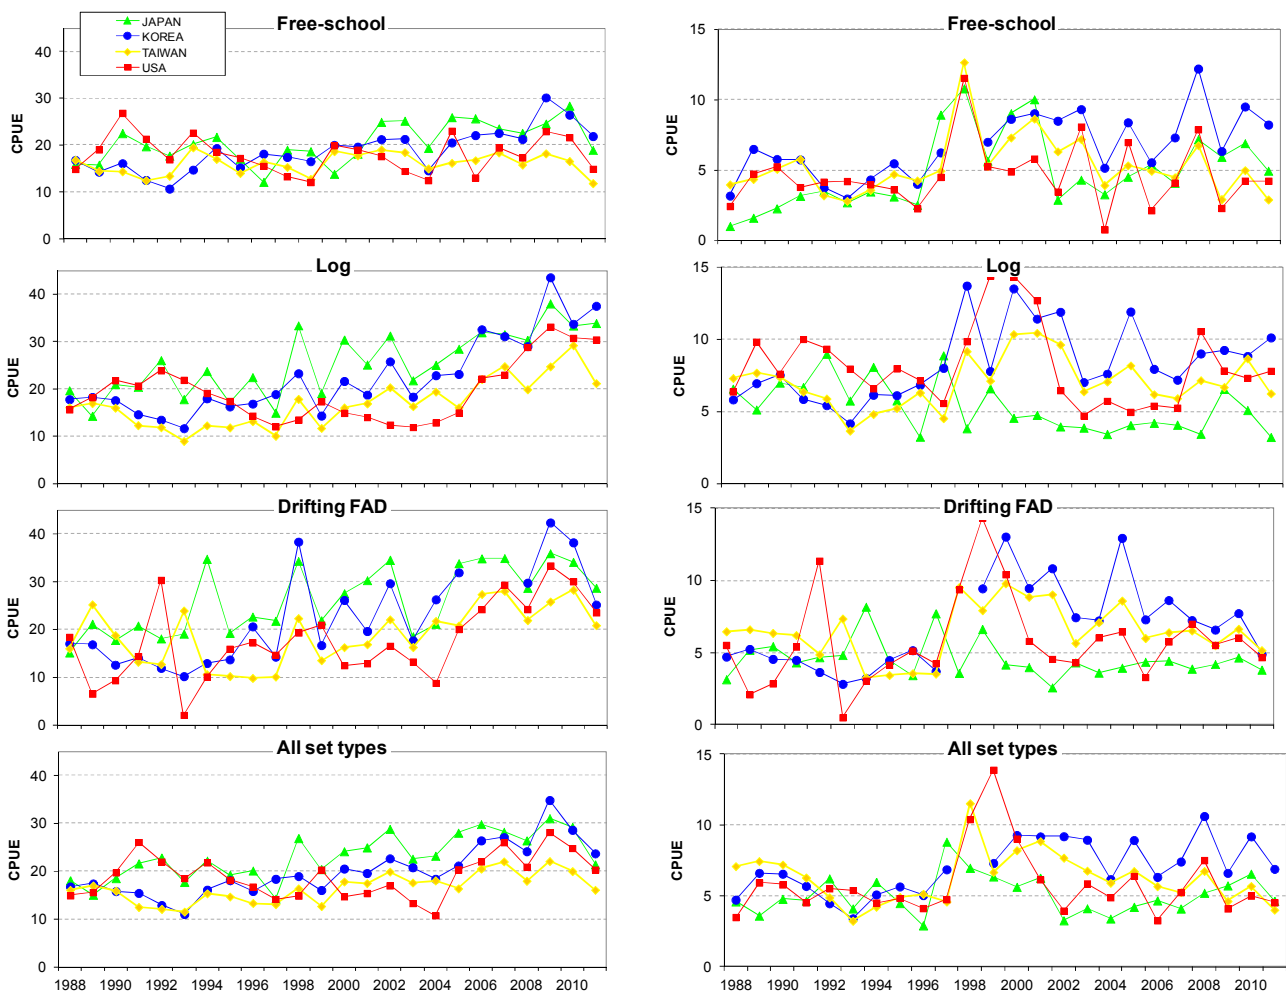 Free-school
JAPAN
KOREA
TAIWAN
USA
CPUE
40
30
20
10
0
Free-school
CPUE
15
10
5
0
Log
CPUE
40
30
20
10
0
Log
CPUE
15
10
5
0
Drifting FAD
CPUE
40
30
20
10
0
Drifting FAD
CPUE
15
10
5
0
All set types
CPUE
40
30
20
10
0
1988 1990 1992 1994 1996 1998 2000 2002 2004 2006 2008 2010
All set types
CPUE
15
10
5
0
1988 1990 1992 1994 1996 1998 2000 2002 2004 2006 2008 2010